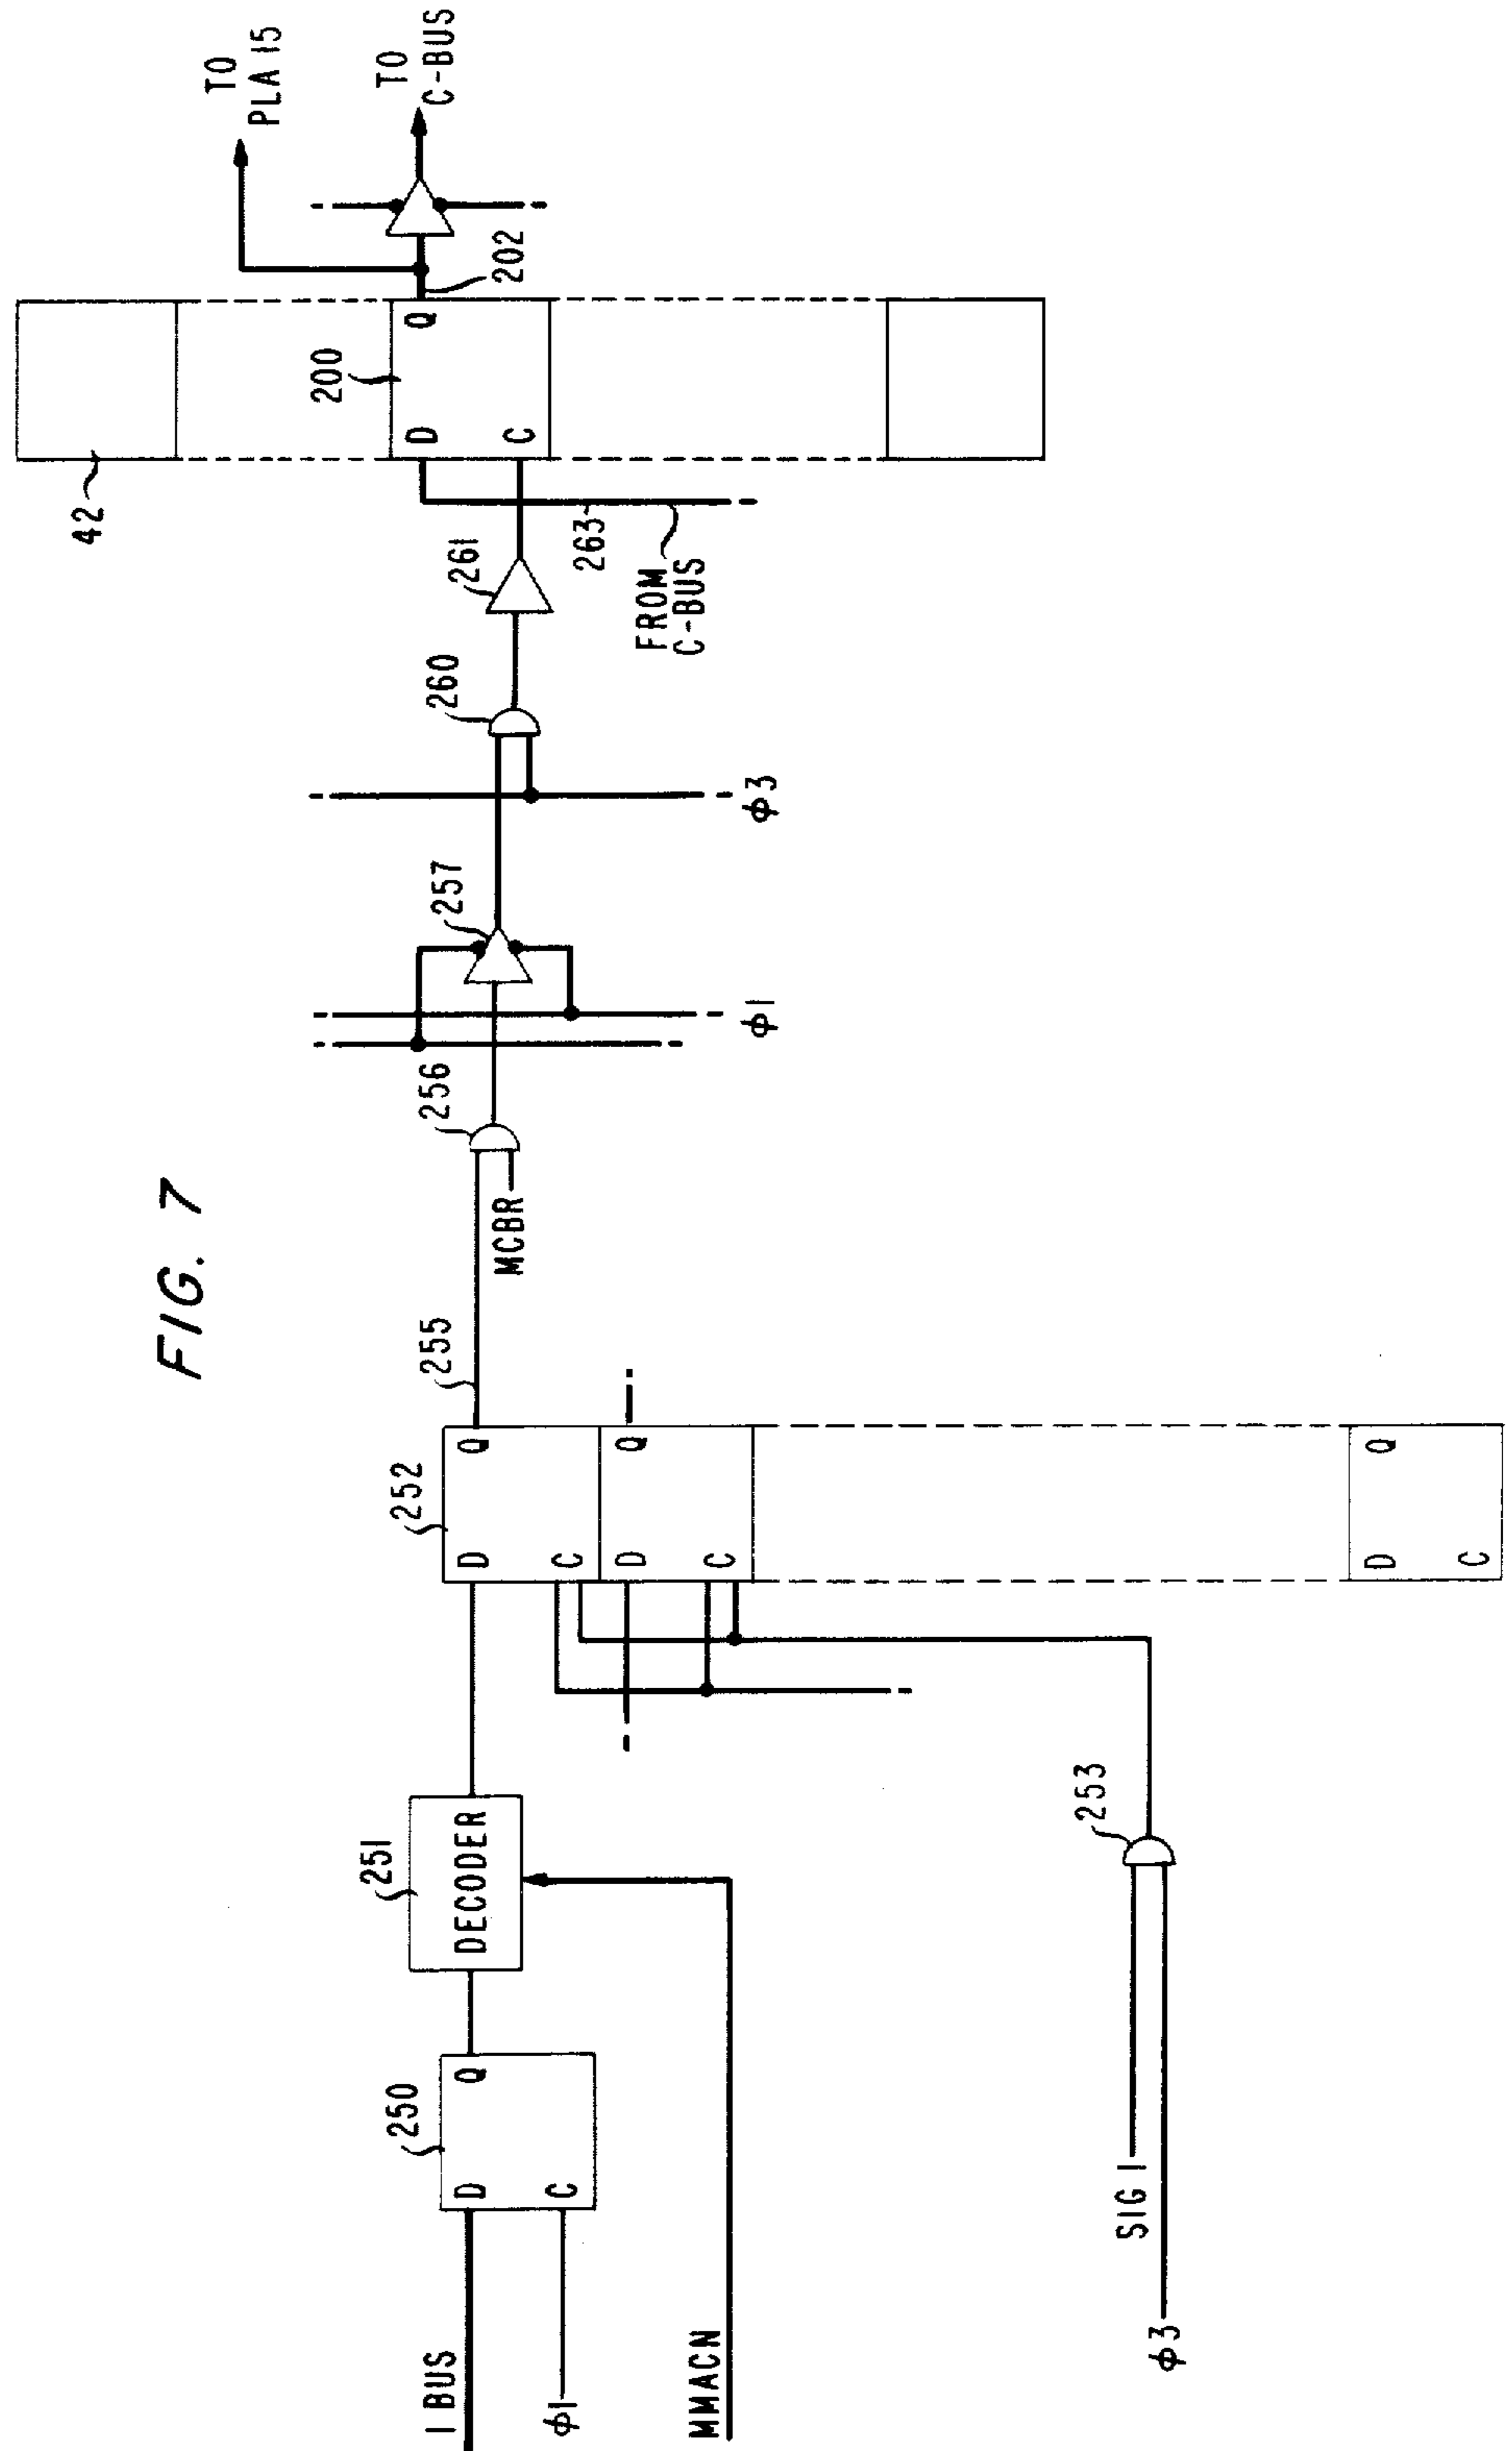 FIG. 7
I BUS
φ1
250
D
Q
C
251
DECODER
MMACN
252
D
Q
C
D
Q
C
D
Q
C
253
SIG 1
φ3
255
256
MCBR
257
φ1
260
φ3
261
263
FROM
C-BUS
42
200
D
Q
C
202
TO
PLA 15
TO
C-BUS